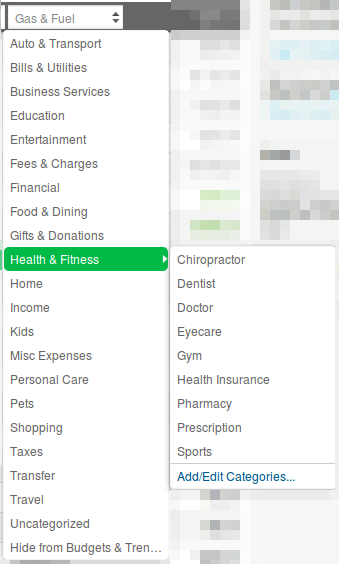 Gas & Fuel
Auto & Transport
Bills & Utilities
Business Services
Education
Entertainment
Fees & Charges
Financial
Food & Dining
Gifts & Donations
Health & Fitness
Home
Income
Kids
Misc Expenses
Personal Care
Pets
Shopping
Taxes
Transfer
Travel
Uncategorized
Hide from Budgets & Tren...
Chiropractor
Dentist
Doctor
Eyecare
Gym
Health Insurance
Pharmacy
Prescription
Sports
Add/Edit Categories...